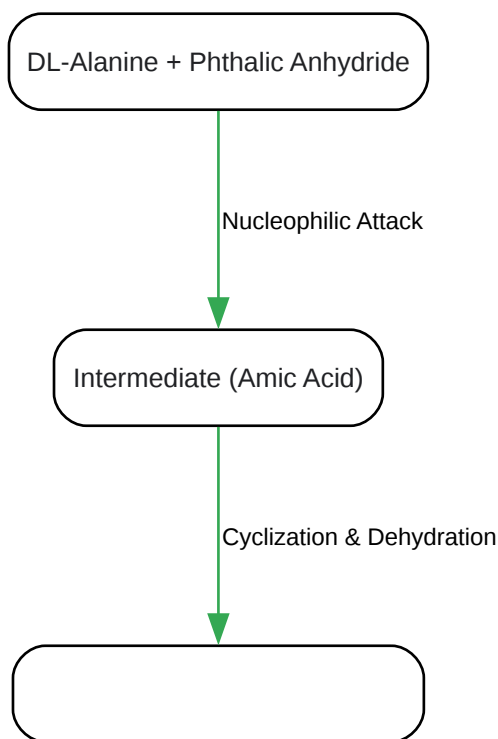 DL-Alanine + Phthalic Anhydride
Nucleophilic Attack
Intermediate (Amic Acid)
Cyclization & Dehydration